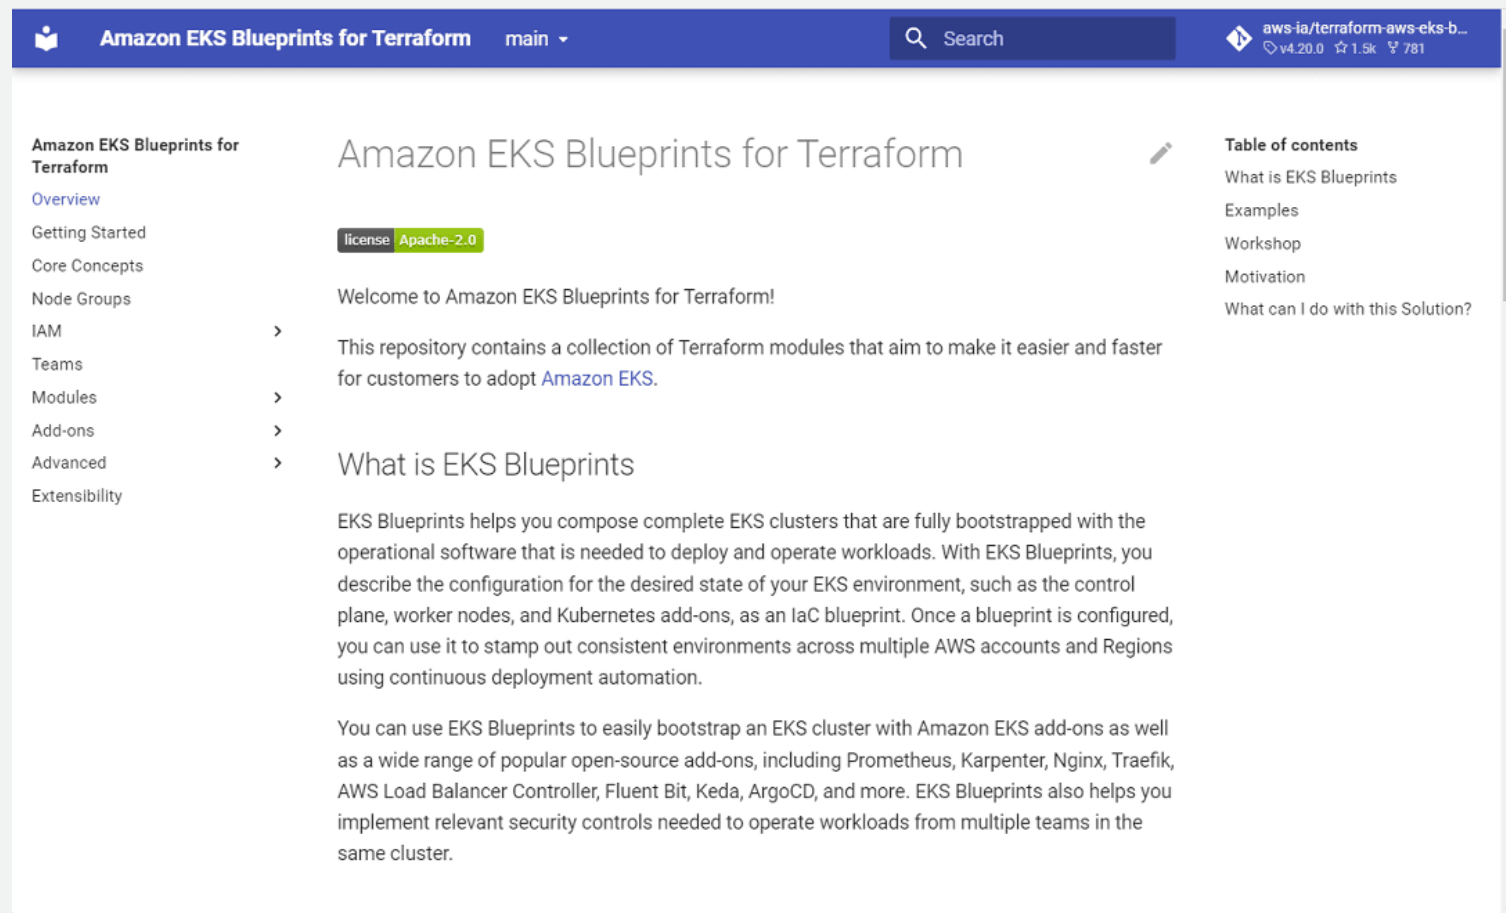 Amazon EKS Blueprints for Terraform
main
Search
aws-ia/terraform-aws-eks-b...
v4.20.0 1.5k 781
Amazon EKS Blueprints for
Terraform
Overview
Getting Started
Core Concepts
Node Groups
IAM
Teams
Modules
Add-ons
Advanced
Extensibility
Amazon EKS Blueprints for Terraform
license Apache-2.0
Welcome to Amazon EKS Blueprints for Terraform!
This repository contains a collection of Terraform modules that aim to make it easier and faster
for customers to adopt Amazon EKS.
What is EKS Blueprints
EKS Blueprints helps you compose complete EKS clusters that are fully bootstrapped with the
operational software that is needed to deploy and operate workloads. With EKS Blueprints, you
describe the configuration for the desired state of your EKS environment, such as the control
plane, worker nodes, and Kubernetes add-ons, as an IaC blueprint. Once a blueprint is configured,
you can use it to stamp out consistent environments across multiple AWS accounts and Regions
using continuous deployment automation.
You can use EKS Blueprints to easily bootstrap an EKS cluster with Amazon EKS add-ons as well
as a wide range of popular open-source add-ons, including Prometheus, Karpenter, Nginx, Traefik,
AWS Load Balancer Controller, Fluent Bit, Keda, ArgoCD, and more. EKS Blueprints also helps you
implement relevant security controls needed to operate workloads from multiple teams in the
same cluster.
Table of contents
What is EKS Blueprints
Examples
Workshop
Motivation
What can I do with this Solution?